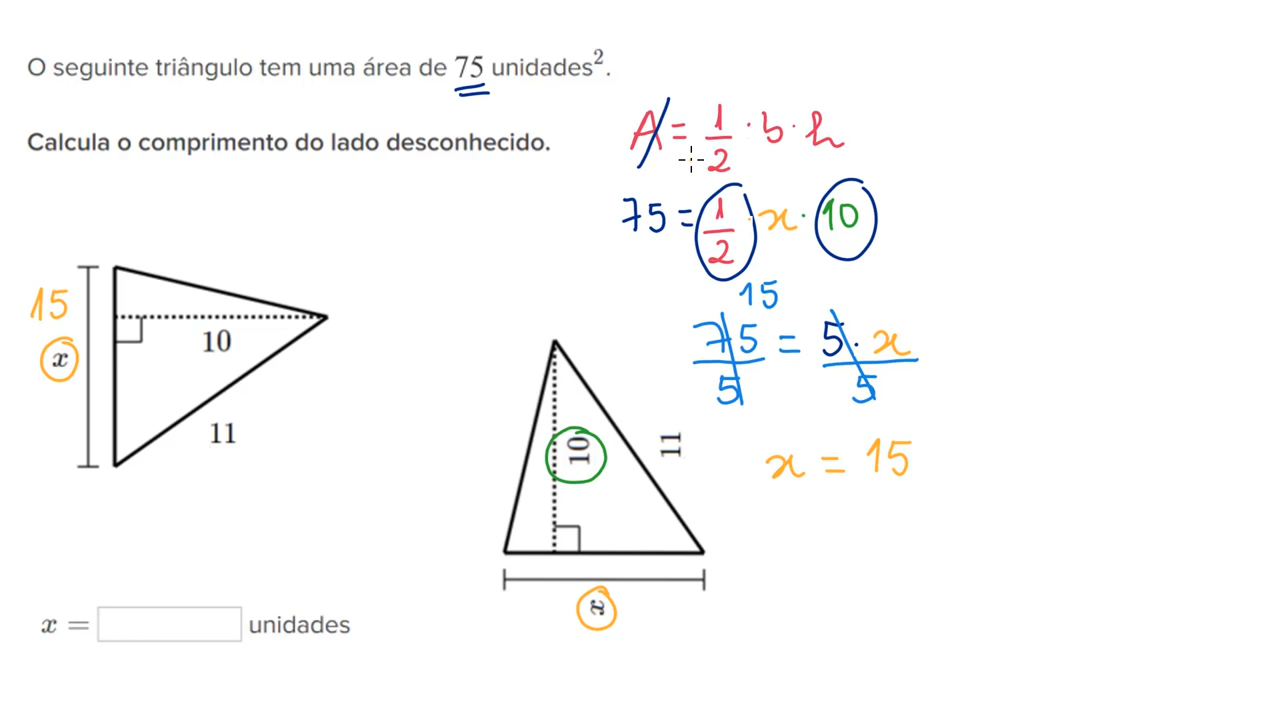 O seguinte triângulo tem uma área de 75 unidades².
Calcula o comprimento do lado desconhecido.
A = 1/2 · b · h
75 = 1/2 · x · 10
15
75/5 = 5 · x/5
x = 15
15
x
10
11
10
11
x
x = unidades